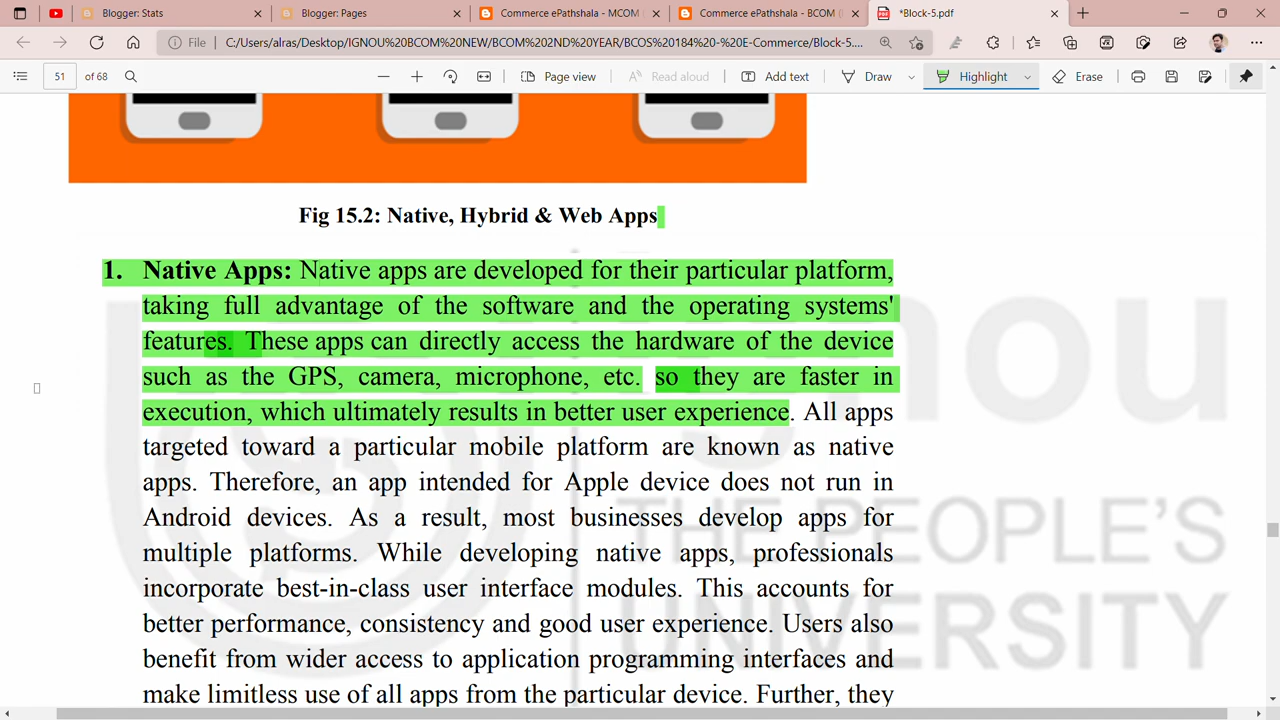 Blogger: Stats
Blogger: Pages
Commerce ePathshala - MCOM (
Commerce ePathshala - BCOM (
*Block-5.pdf
File
C:/Users/alras/Desktop/IGNOU%20BCOM%20NEW/BCOM%202ND%20YEAR/BCOS%20184%20-%20E-Commerce/Block-5....
51 of 68
Page view
Read aloud
Add text
Draw
Highlight
Erase
Fig 15.2: Native, Hybrid & Web Apps
1. Native Apps: Native apps are developed for their particular platform,
taking full advantage of the software and the operating systems'
features. These apps can directly access the hardware of the device
such as the GPS, camera, microphone, etc. so they are faster in
execution, which ultimately results in better user experience. All apps
targeted toward a particular mobile platform are known as native
apps. Therefore, an app intended for Apple device does not run in
Android devices. As a result, most businesses develop apps for
multiple platforms. While developing native apps, professionals
incorporate best-in-class user interface modules. This accounts for
better performance, consistency and good user experience. Users also
benefit from wider access to application programming interfaces and
make limitless use of all apps from the particular device. Further, they
ignou
THE PEOPLE'S
UNIVERSITY